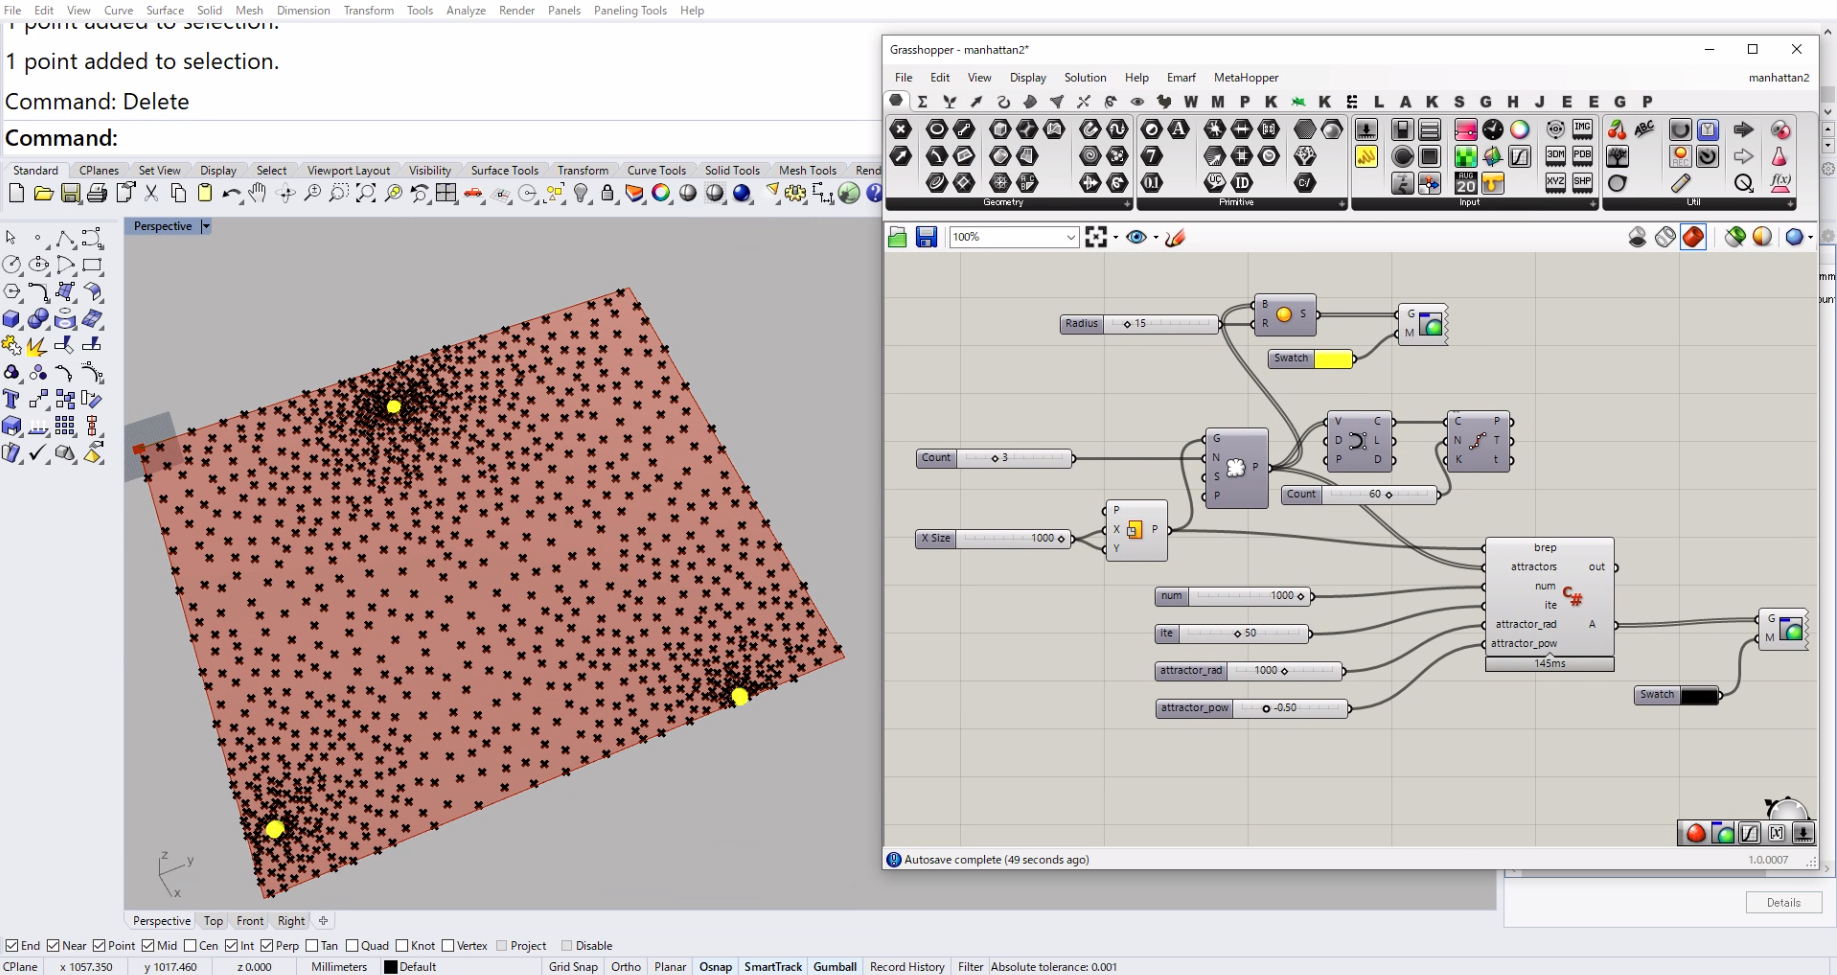 File Edit View Curve Surface Solid Mesh Dimension Transform Tools Analyze Render Panels Paneling Tools Help
1 point added to selection.
1 point added to selection.
Command: Delete
Command:
Standard CPlanes Set View Display Select Viewport Layout Visibility Surface Tools Transform Curve Tools Solid Tools Mesh Tools Rend
Perspective
Grasshopper - manhattan2*
File Edit View Display Solution Help Emarf MetaHopper manhattan2
W M P K K L A K S G H J E E G P
Geometry Primitive Input Util
100%
Radius 15
B S
R
G
M
Swatch
Count 3
G
N P
S
P
V C
D L
P D
C P
N T
K t
Count 60
X Size 1000
P
X P
Y
brep
attractors out
num
ite
attractor_rad A
attractor_pow
145ms
num 1000
ite 50
attractor_rad 1000
attractor_pow -0.50
G
M
Swatch
Autosave complete (49 seconds ago) 1.0.0007
Details
z
y
x
Perspective Top Front Right
End Near Point Mid Cen Int Perp Tan Quad Knot Vertex Project Disable
CPlane x 1057.350 y 1017.460 z 0.000 Millimeters Default Grid Snap Ortho Planar Osnap SmartTrack Gumball Record History Filter Absolute tolerance: 0.001